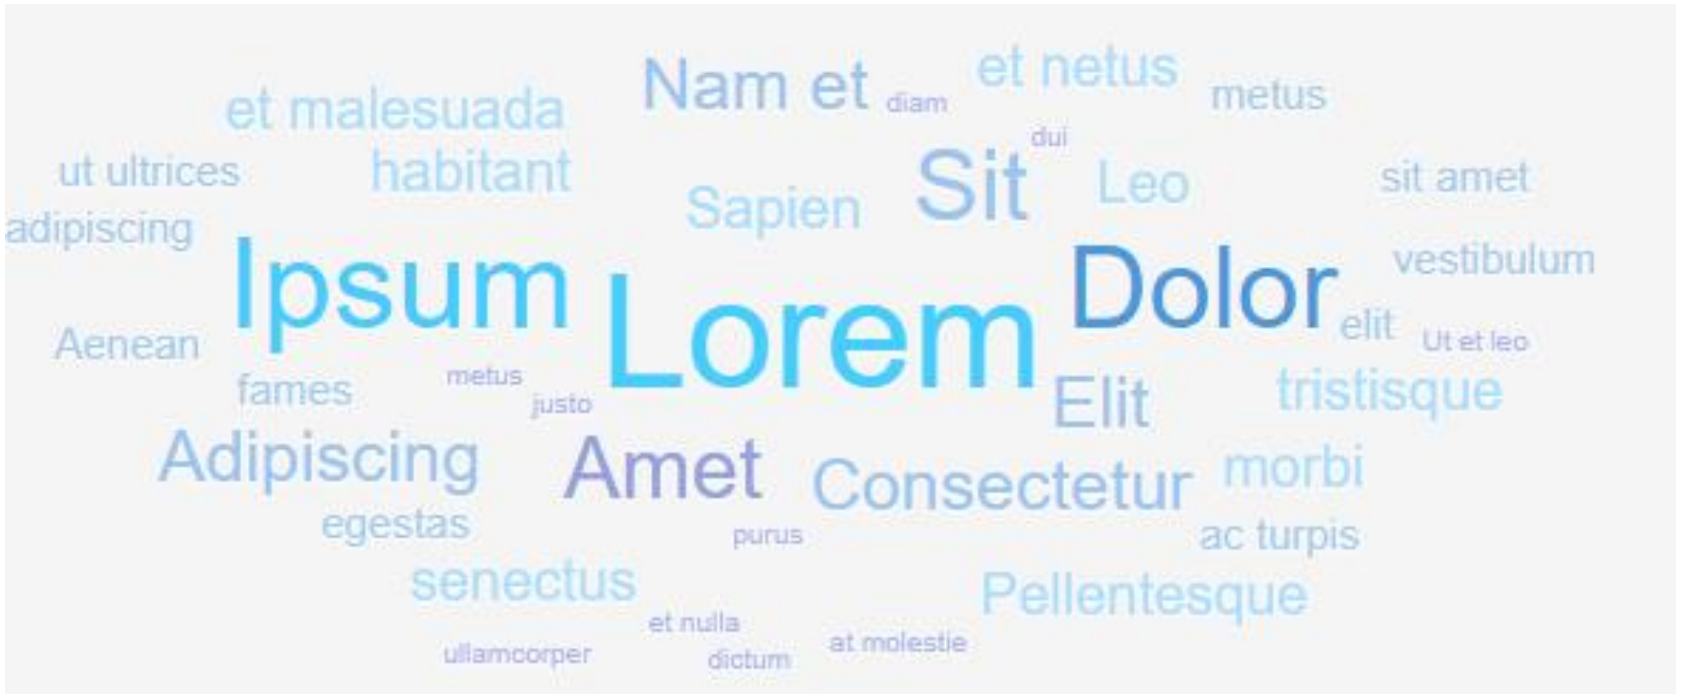 et netus
Nam et
diam
metus
et malesuada
dui
ut ultrices
habitant
Sit
Leo
sit amet
Sapien
adipiscing
Ipsum
Lorem
Dolor
vestibulum
Aenean
elit
Ut et leo
fames
metus
justo
Elit
tristisque
Adipiscing
Amet
Consectetur
morbi
egestas
purus
ac turpis
senectus
Pellentesque
et nulla
at molestie
ullamcorper
dictum